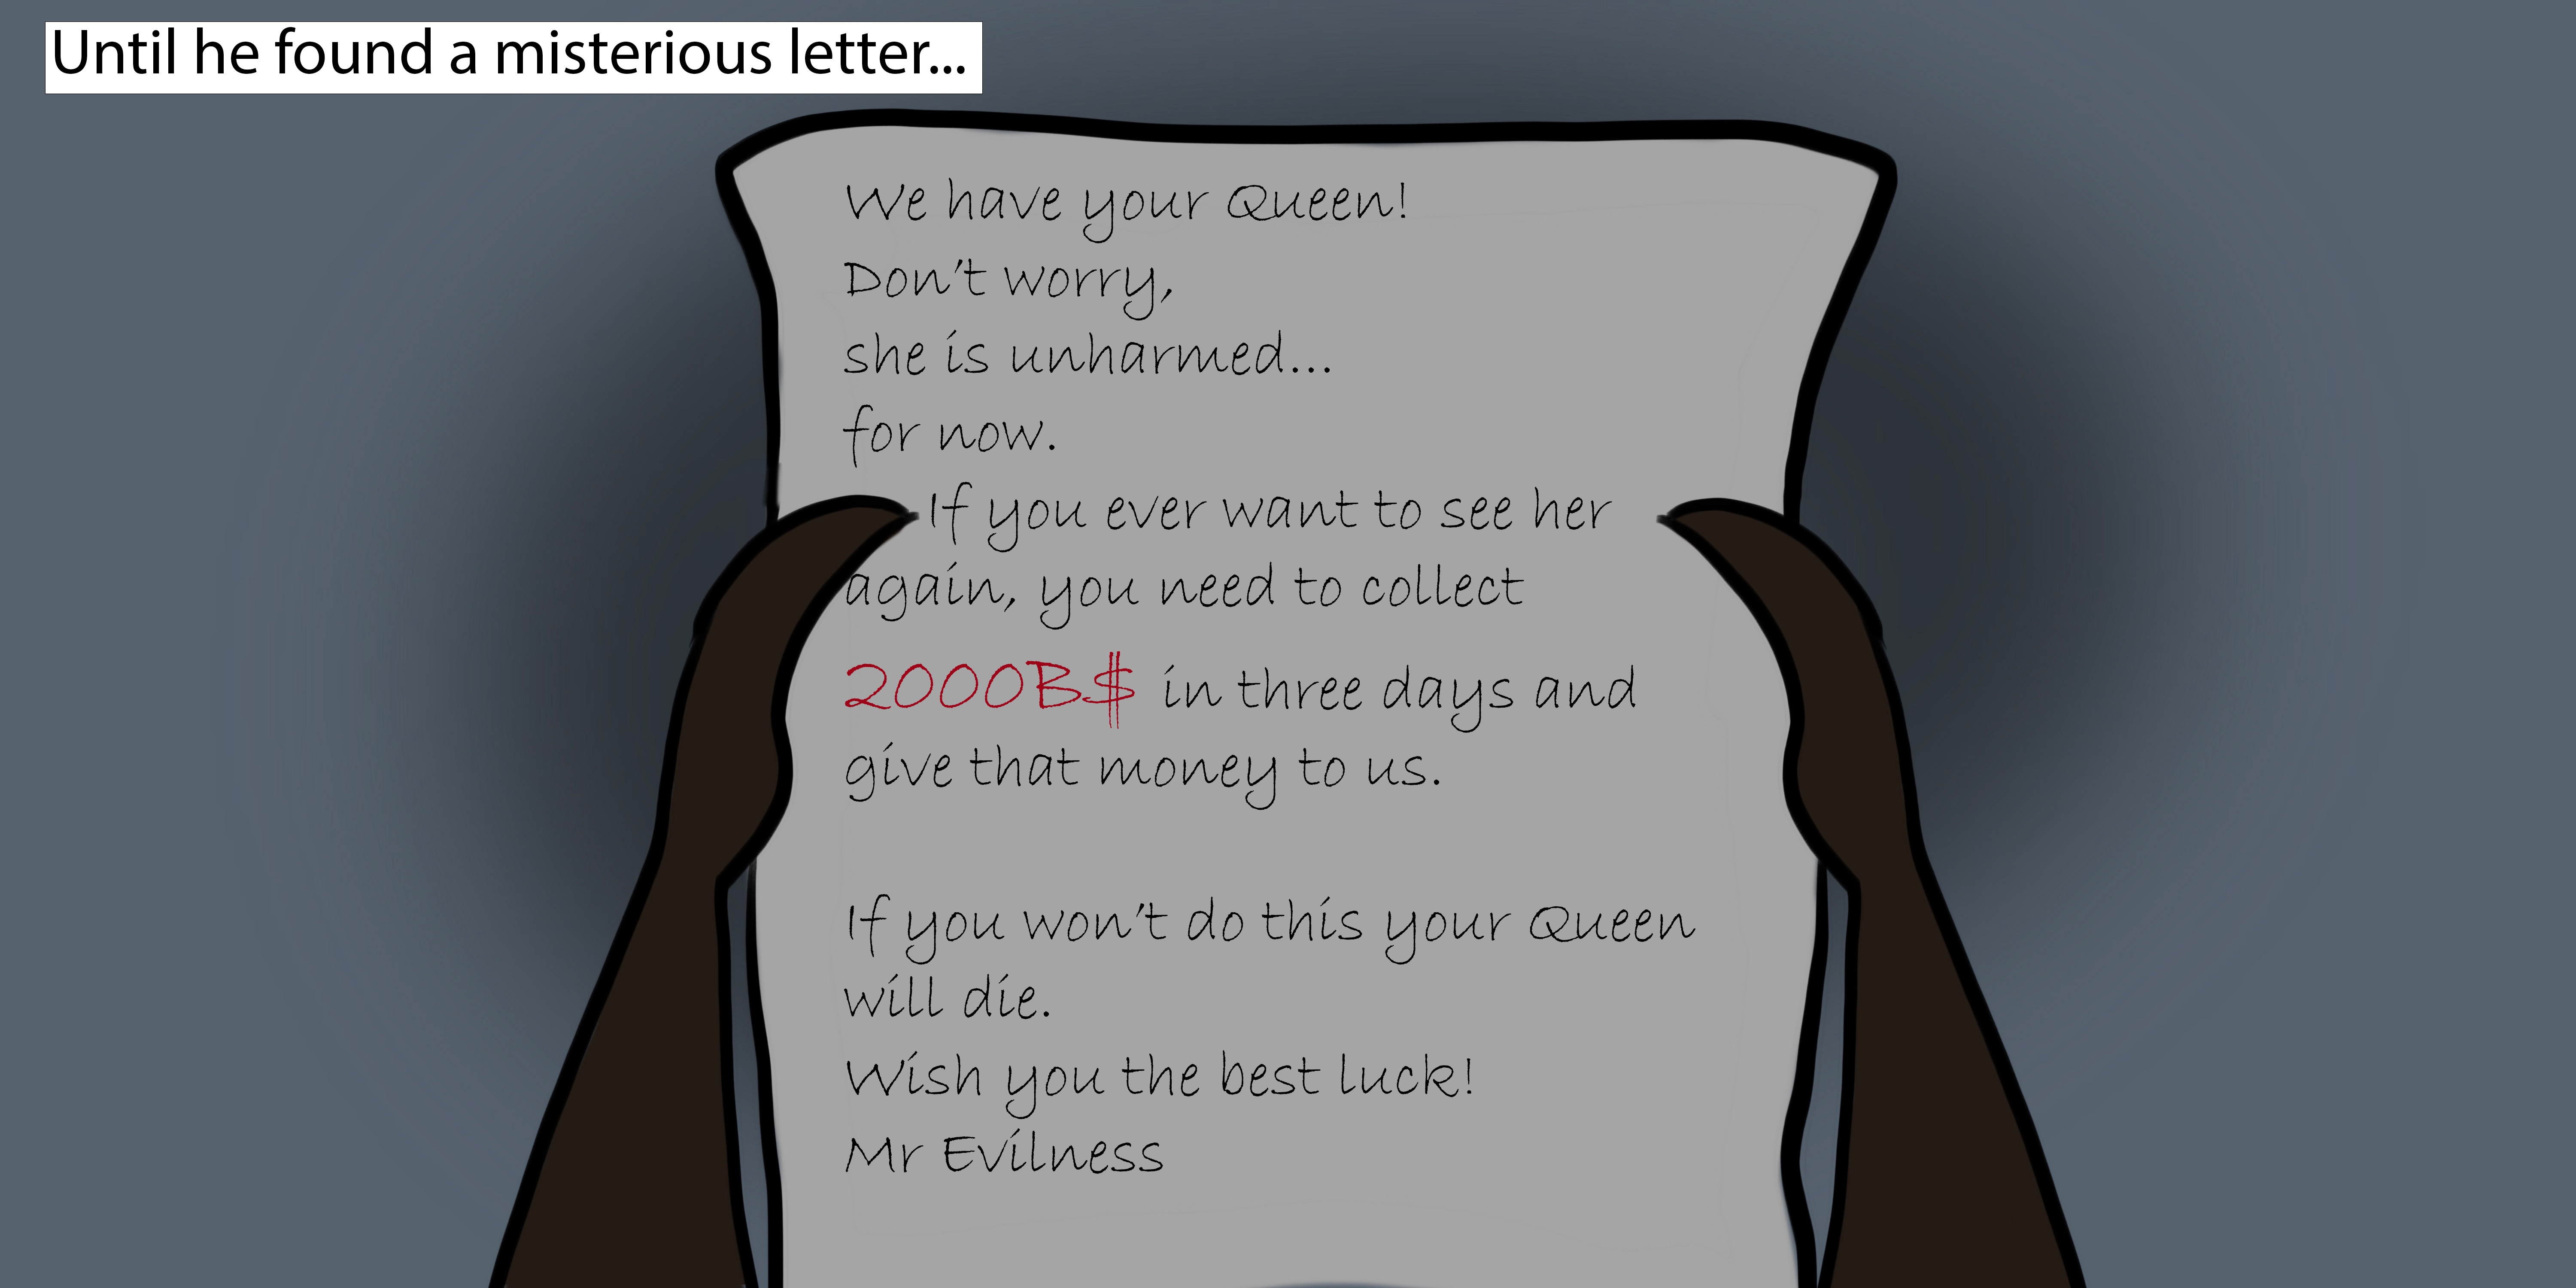 Until he found a misterious letter...
We have your Queen!
Don't worry,
she is unharmed...
for now.
If you ever want to see her
again, you need to collect
2000B$ in three days and
give that money to us.
If you won't do this your Queen
will die.
Wish you the best luck!
Mr Evilness